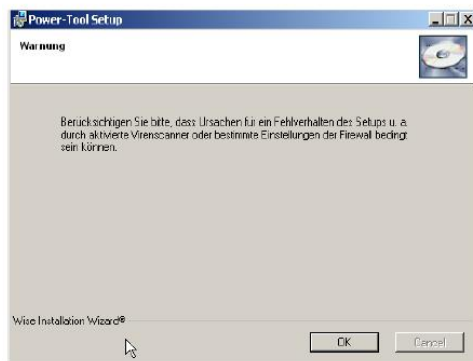 Power-Tool Setup
Warnung
Berücksichtigen Sie bitte, dass Ursachen für ein Fehlverhalten des Setups u. a.
durch aktivierte Virenscanner oder bestimmte Einstellungen der Firewall bedingt
sein können.
Wise Installation Wizard®
OK
Cancel